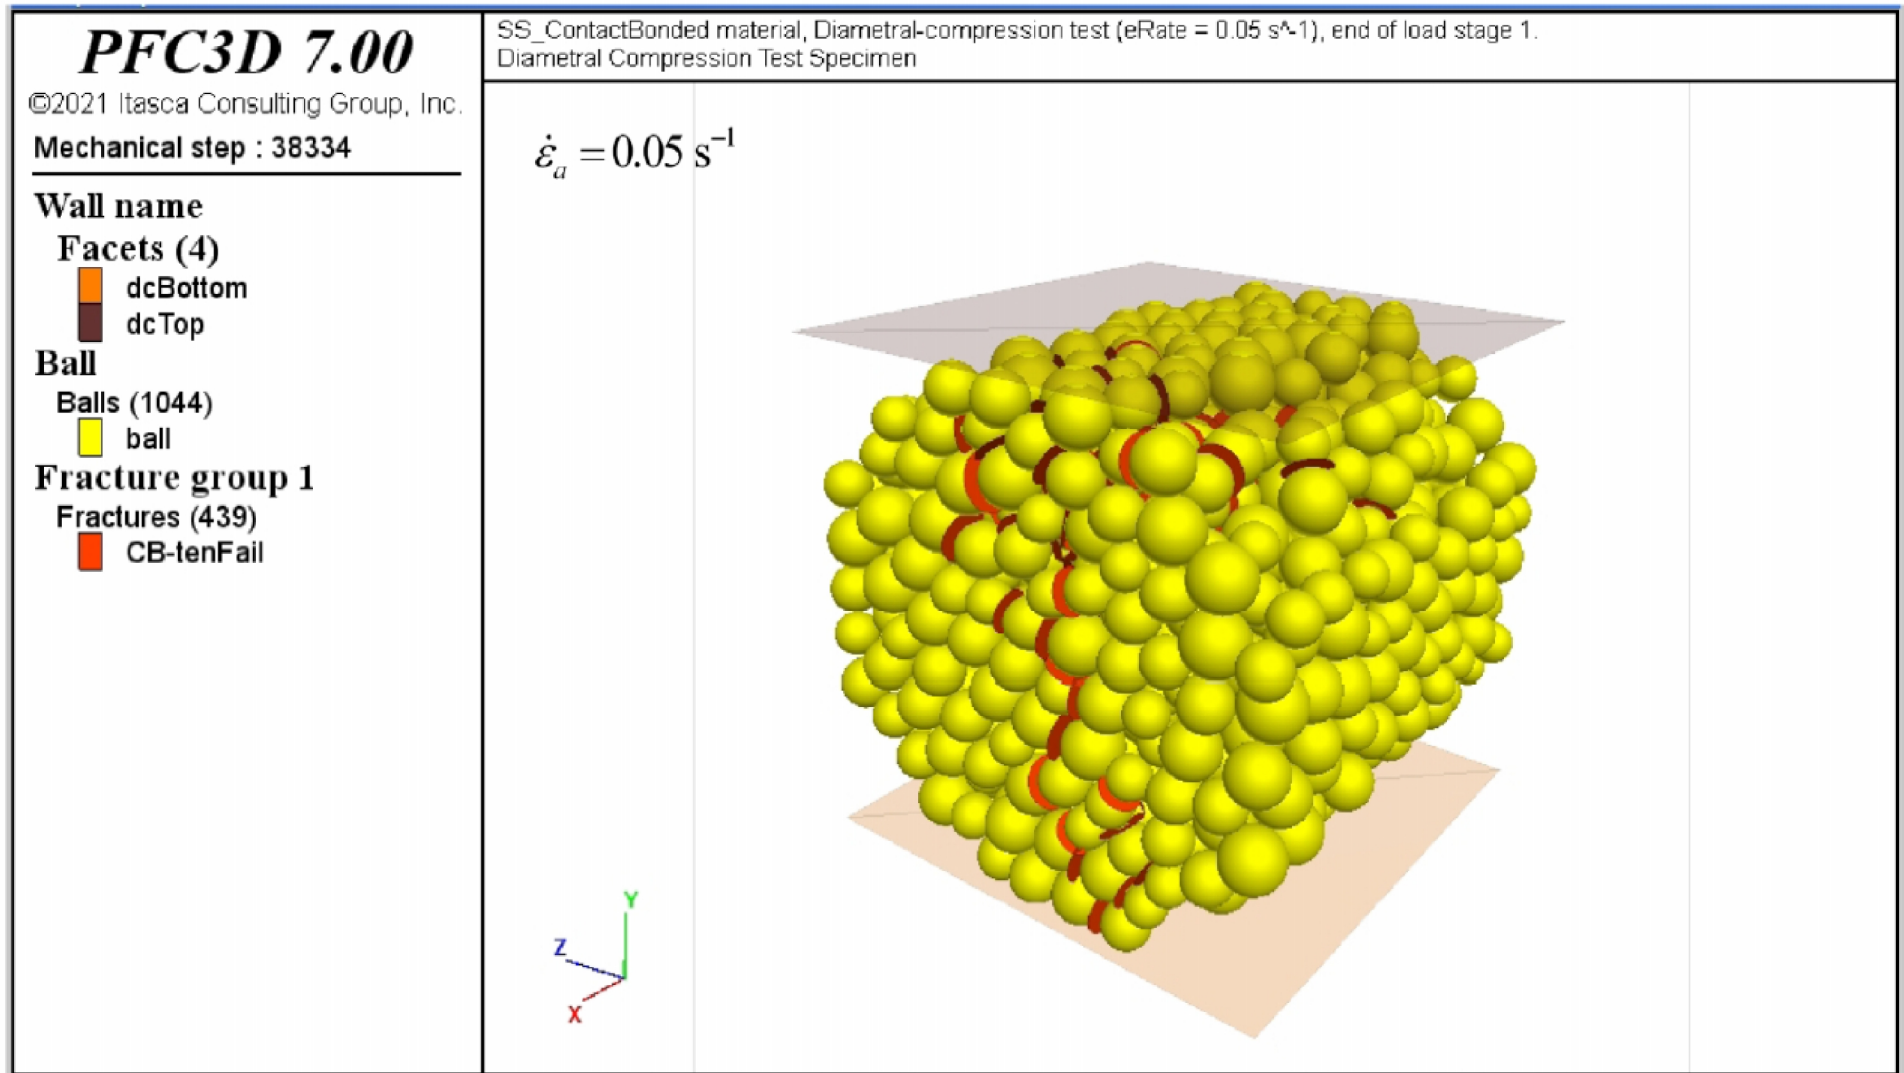 PFC3D 7.00
©2021 Itasca Consulting Group, Inc.
Mechanical step : 38334
Wall name
Facets (4)
dcBottom
dcTop
Ball
Balls (1044)
ball
Fracture group 1
Fractures (439)
CB-tenFail
SS_ContactBonded material, Diametral-compression test (eRate = 0.05 s^-1), end of load stage 1.
Diametral Compression Test Specimen
ε̇ₐ = 0.05 s⁻¹
Y
Z
X